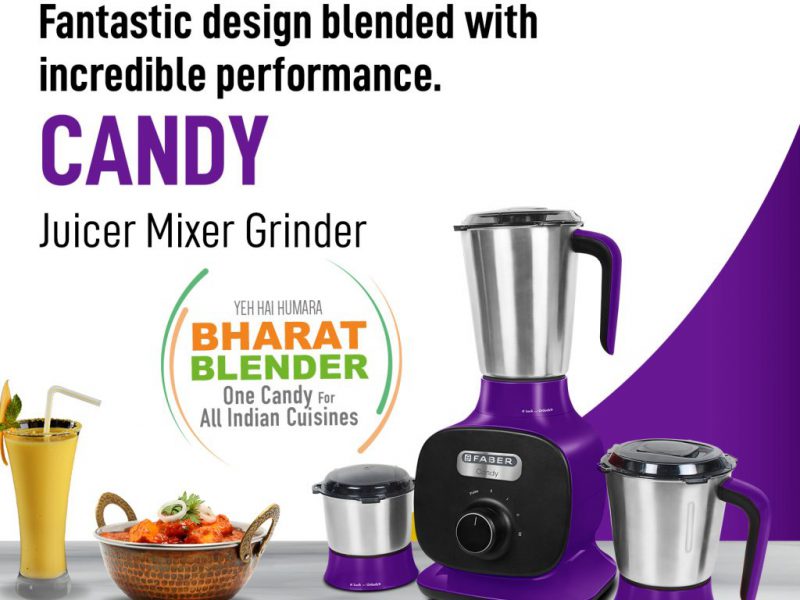 Fantastic design blended with
incredible performance.
CANDY
Juicer Mixer Grinder
YEH HAI HUMARA
BHARAT
BLENDER
One Candy For
All Indian Cuisines
FABER
Candy